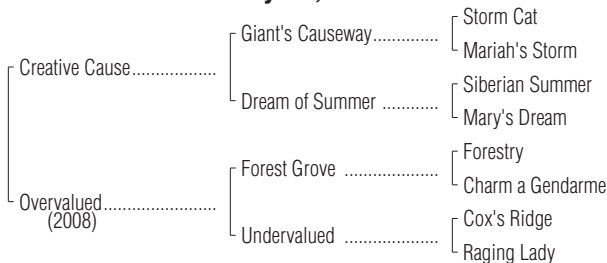 Storm Cat
Giant's Causeway..............
Mariah's Storm
Creative Cause..................
Siberian Summer
Dream of Summer ............
Mary's Dream
Forestry
Forest Grove .................
Charm a Gendarme
Overvalued........................
(2008)
Cox's Ridge
Undervalued ..................
Raging Lady